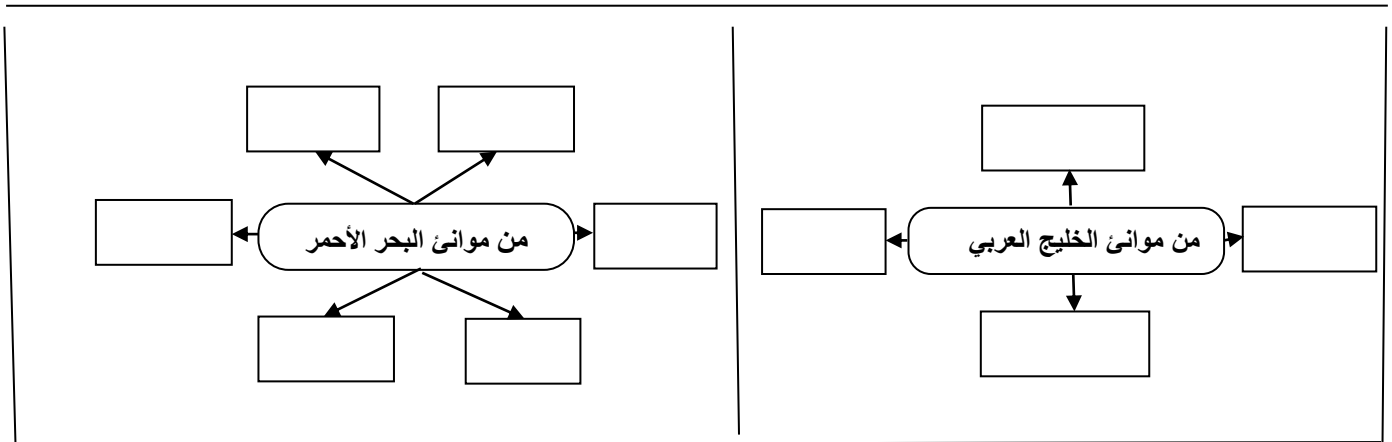 من موانئ الخليج العربي
من موانئ البحر الأحمر